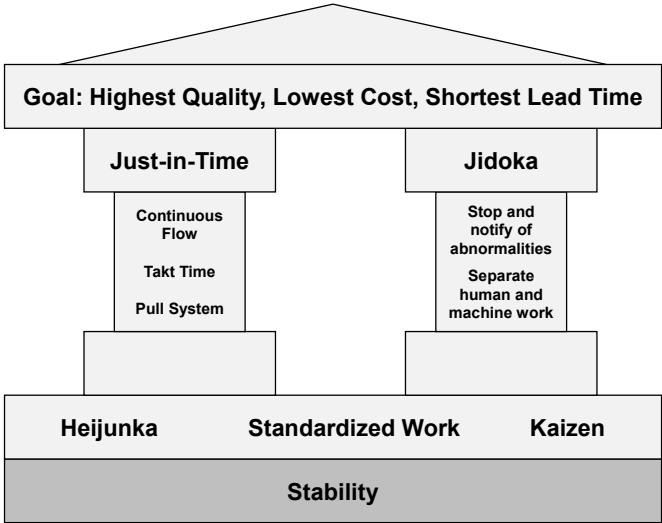 Goal: Highest Quality, Lowest Cost, Shortest Lead Time
Just-in-Time
Continuous
Flow
Takt Time
Pull System
Jidoka
Stop and
notify of
abnormalities
Separate
human and
machine work
Heijunka
Standardized Work
Kaizen
Stability